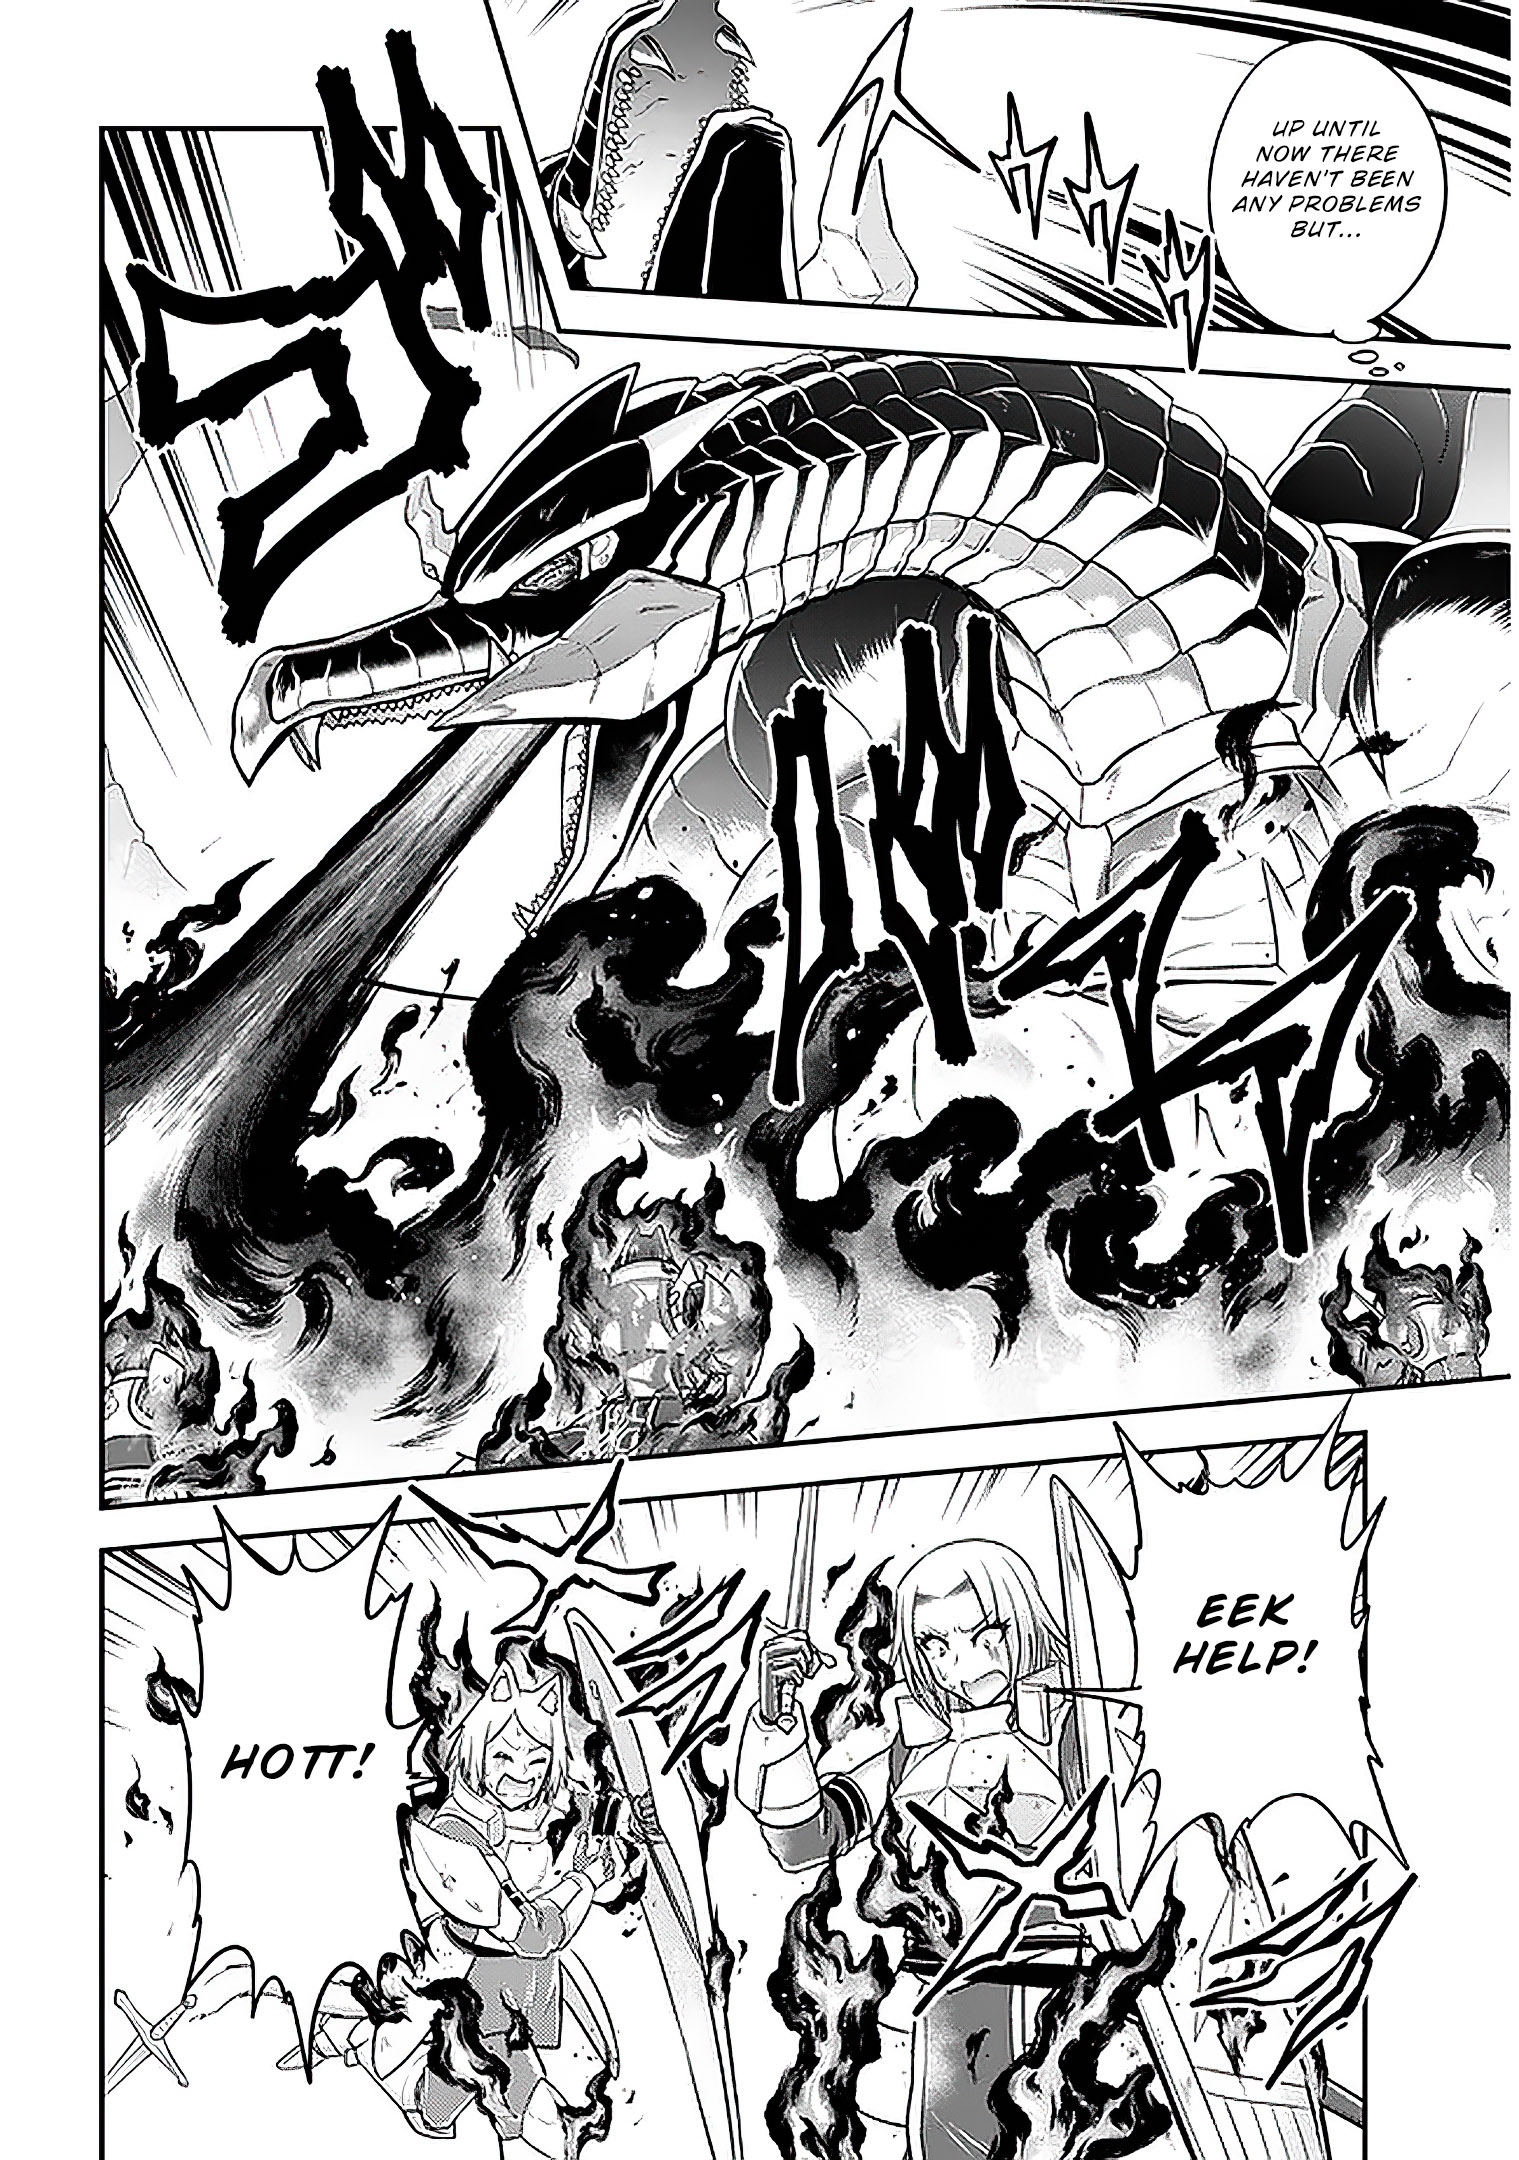 UP UNTIL
NOW THERE
HAVEN'T BEEN
ANY PROBLEMS
BUT...
EEK
HELP!
HOTT!